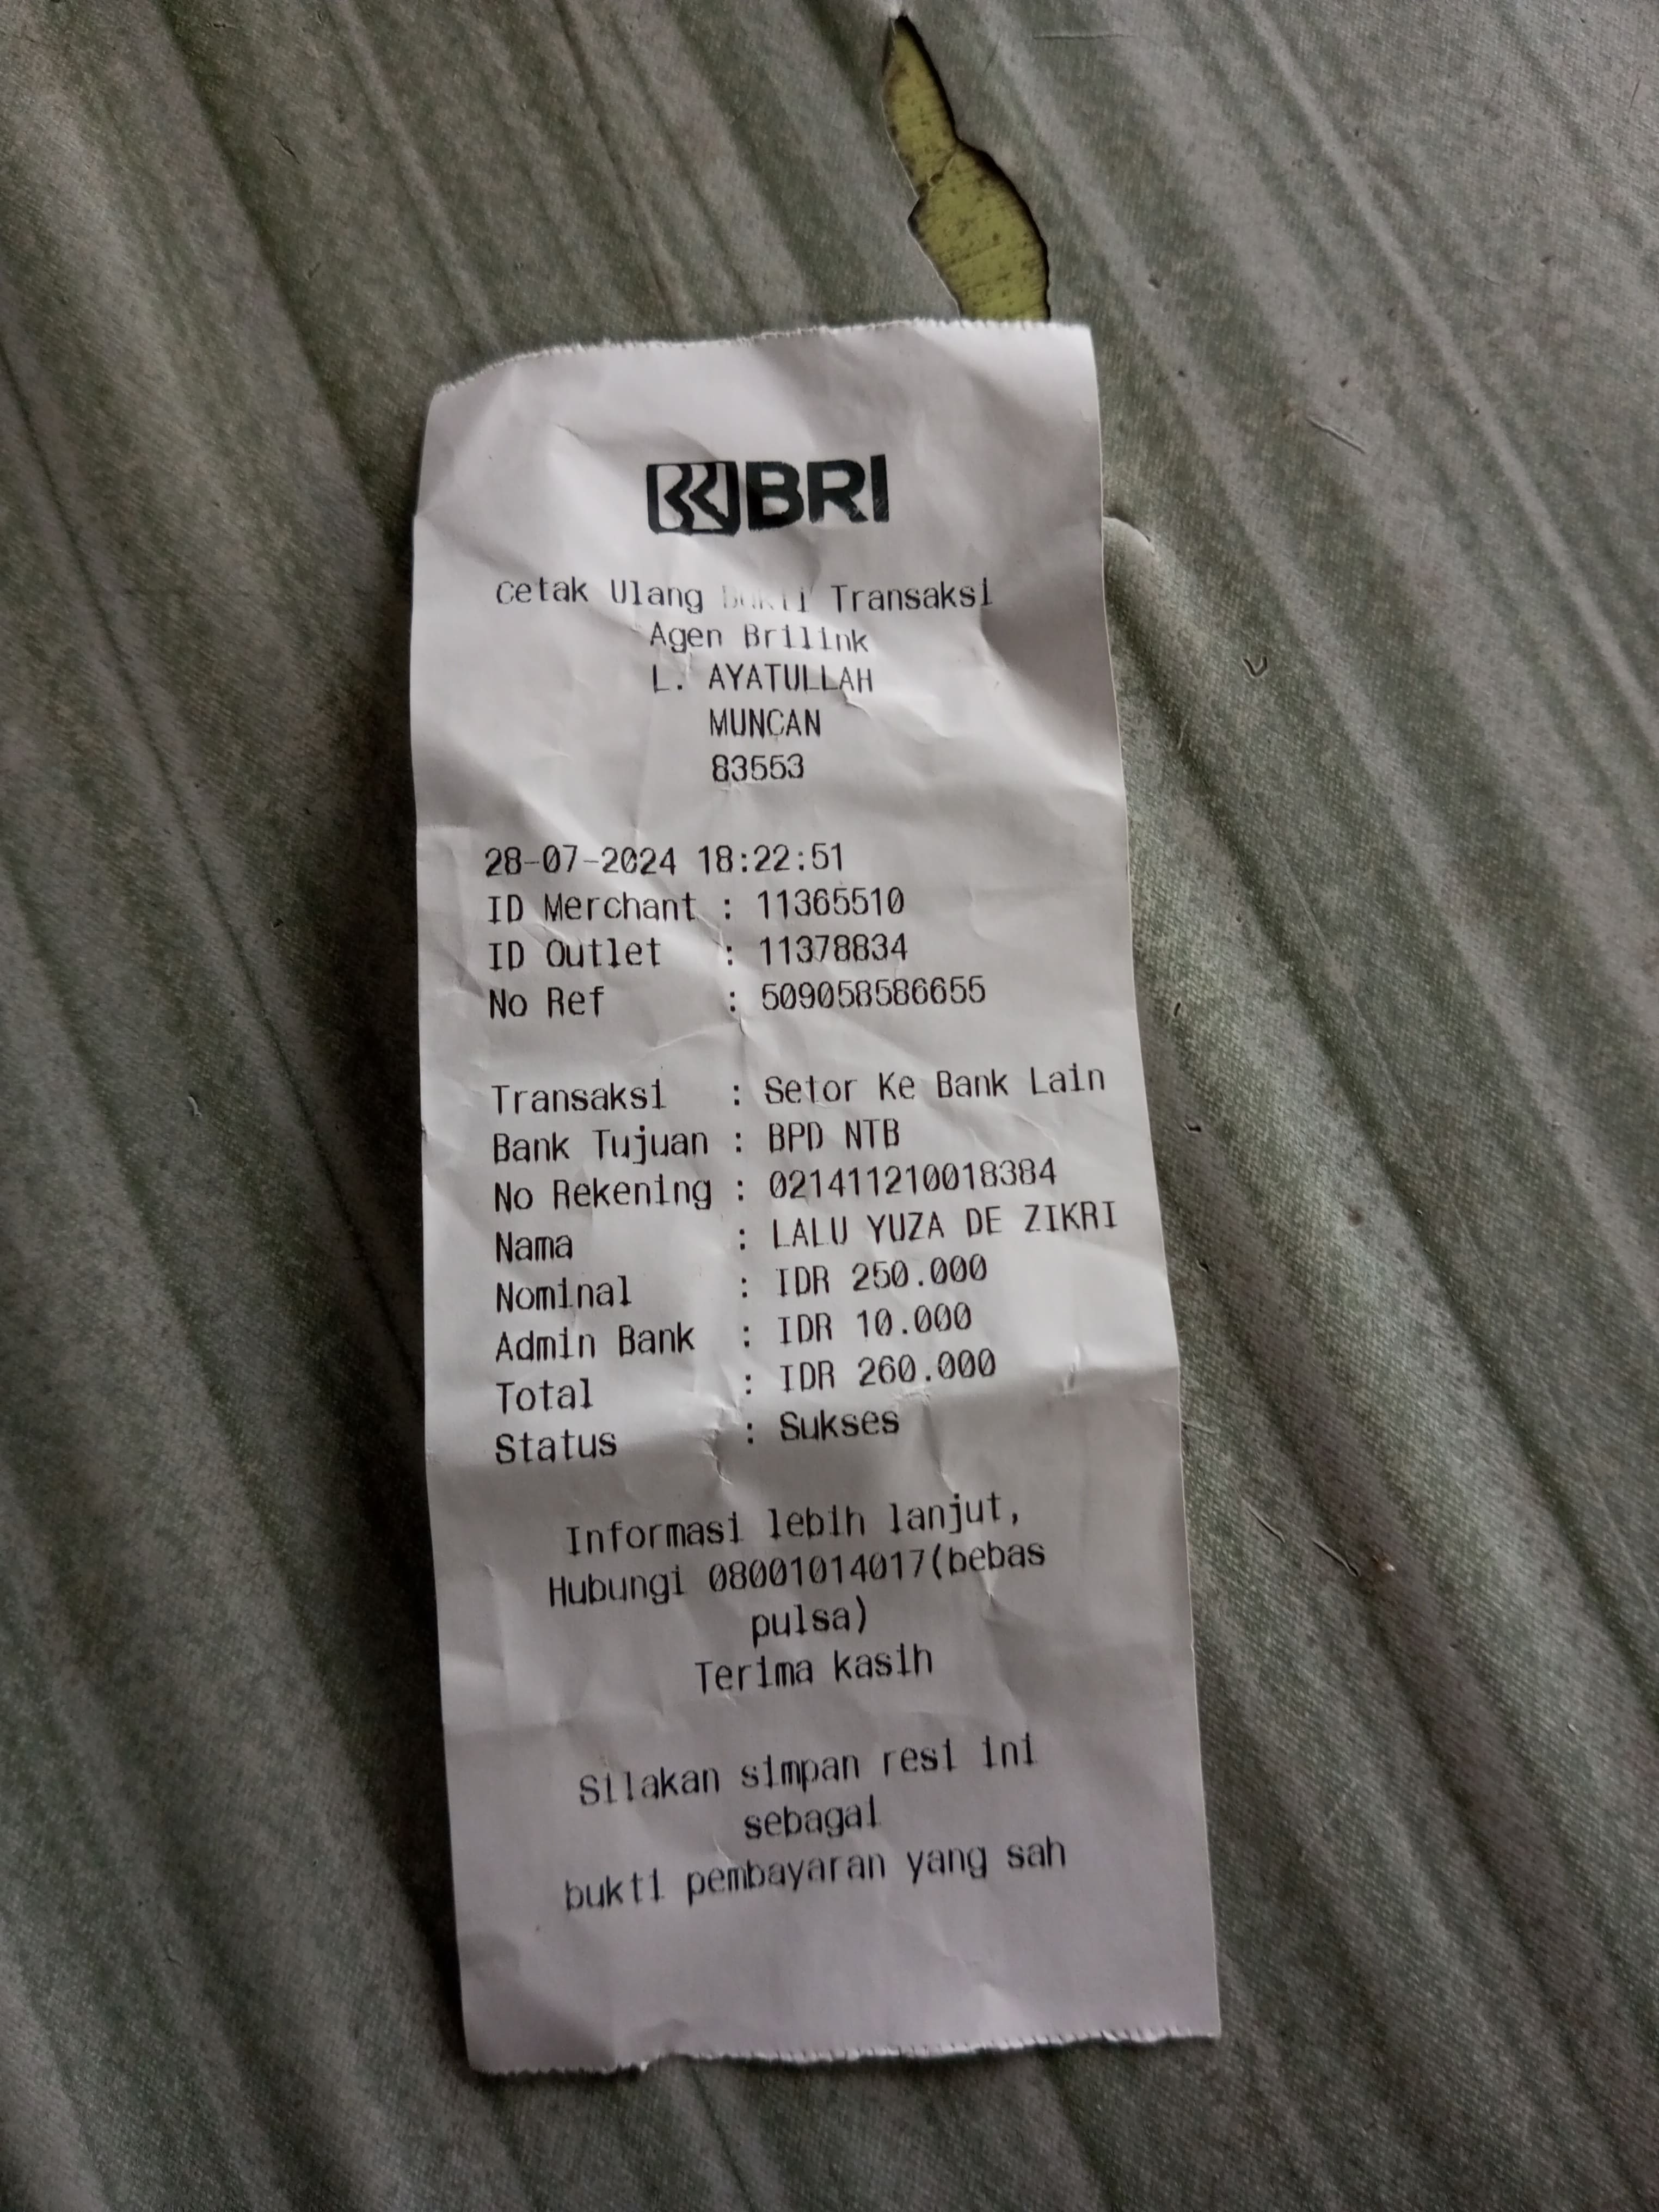 BRI
Cetak Ulang Bukti Transaksi
Agen Brilink
L. AYATULLAH
MUNCAN
83553
28-07-2024 18:22:51
ID Merchant : 11365510
ID Outlet : 11378834
No Ref : 509058586655
Transaksi : Setor Ke Bank Lain
Bank Tujuan : BPD NTB
No Rekening : 021411210018384
Nama : LALU YUZA DE ZIKRI
Nominal : IDR 250.000
Admin Bank : IDR 10.000
Total : IDR 260.000
Status : Sukses
Informasi lebih lanjut,
Hubungi 08001014017(bebas
pulsa)
Terima kasih
Silakan simpan resi ini
sebagai
bukti pembayaran yang sah